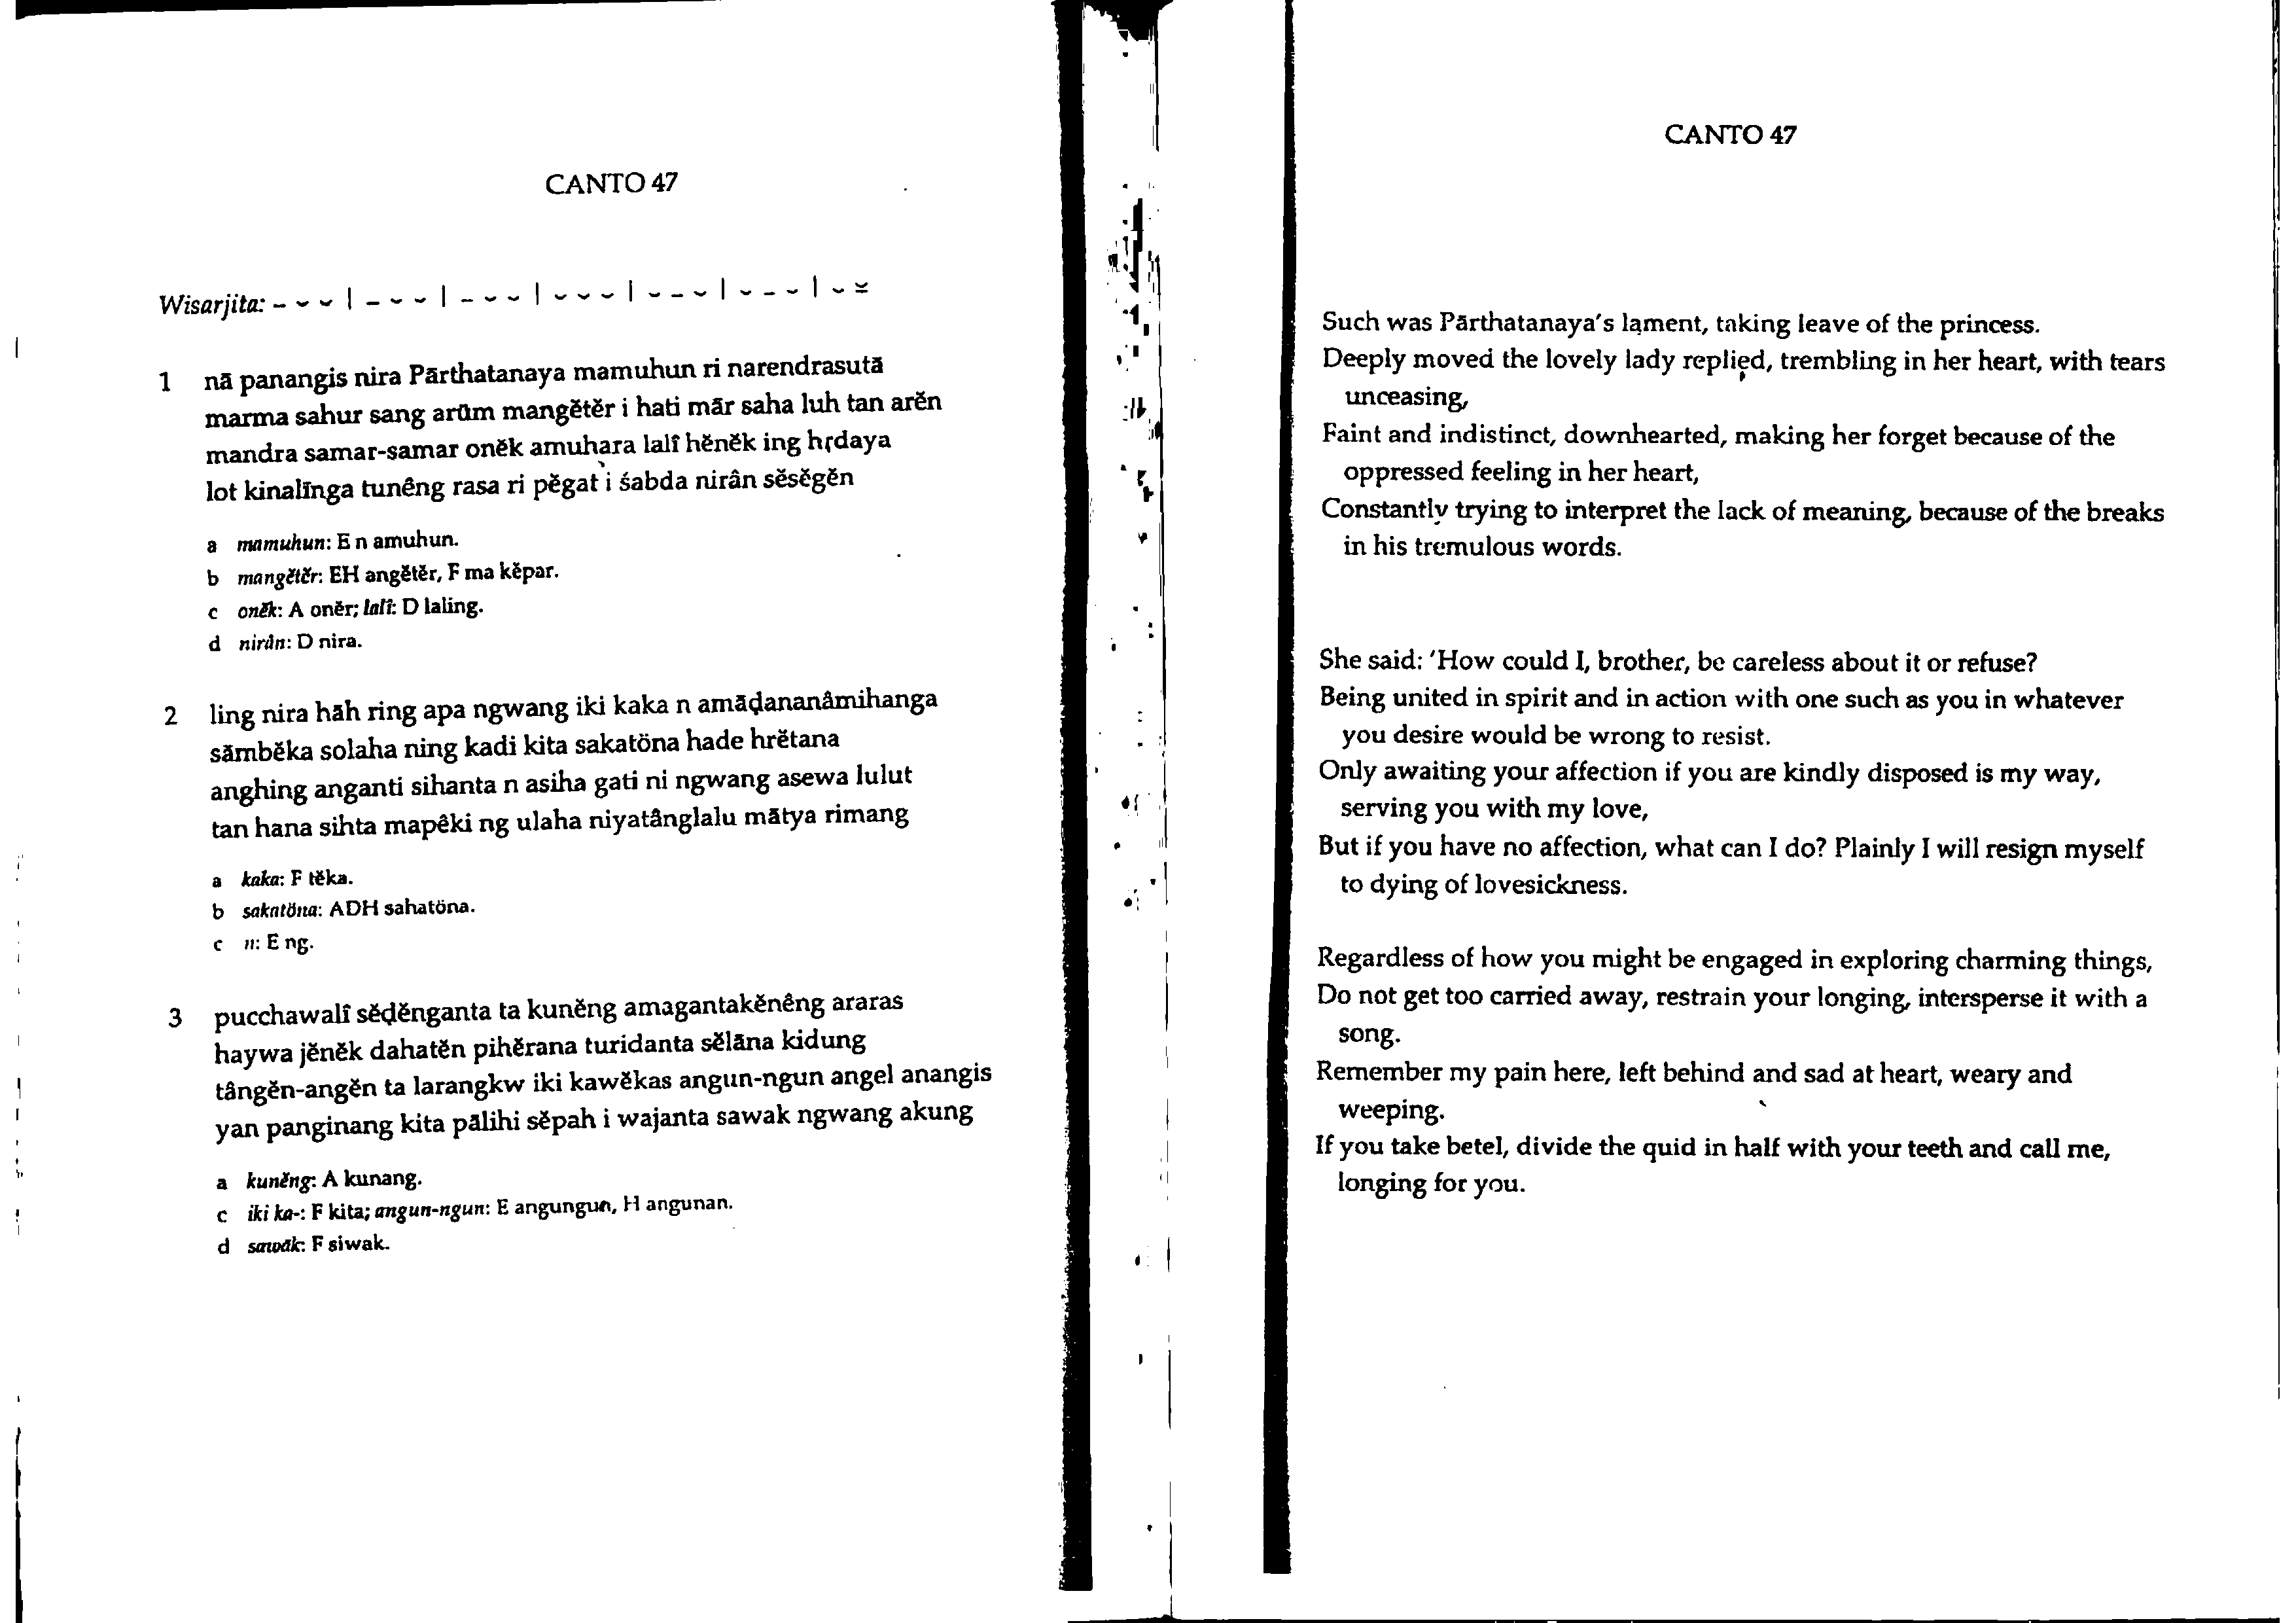 CANTO 47
Wisarjita: – ⏑ ⏑ | – ⏑ ⏑ | – ⏑ ⏑ | ⏑ ⏑ ⏑ | ⏑ – ⏑ | ⏑ – ⏑ | ⏑ ⏓
1 nā panangis nira Pārthatanaya mamuhun ri narendrasutā
marma sahur sang arūm mangĕtĕr i hati mār saha luh tan arĕn
mandra samar-samar onĕk amuhara lalî hĕnĕk ing hṛdaya
lot kinalīnga tunêng rasa ri pĕgat i śabda nirân sĕsĕgĕn
a mamuhun: E n amuhun.
b mangĕtĕr: EH angĕtĕr, F ma kĕpar.
c onĕk: A onĕr; lalî: D laling.
d nirân: D nira.
2 ling nira hāh ring apa ngwang iki kaka n amāḍananâmihanga
sāmbĕka solaha ning kadi kita sakatöna hade hrĕtana
anghing anganti sihanta n asiha gati ni ngwang asewa lulut
tan hana sihta mapêki ng ulaha niyatânglalu mātya rimang
a kaka: F tĕka.
b sakatöna: ADH sahatöna.
c n: E ng.
3 pucchawalî sĕḍĕnganta ta kunĕng amagantakĕnêng araras
haywa jĕnĕk dahatĕn pihĕrana turidanta sĕlāna kidung
tângĕn-angĕn ta larangkw iki kawĕkas angun-ngun angel anangis
yan panginang kita pālihi sĕpah i wajanta sawak ngwang akung
a kunĕng: A kunang.
c iki ka-: F kita; angun-ngun: E angungun, H angunan.
d sawāk: F siwak.
CANTO 47
Such was Pārthatanaya's lament, taking leave of the princess.
Deeply moved the lovely lady replied, trembling in her heart, with tears
unceasing,
Faint and indistinct, downhearted, making her forget because of the
oppressed feeling in her heart,
Constantly trying to interpret the lack of meaning, because of the breaks
in his tremulous words.
She said: 'How could I, brother, be careless about it or refuse?
Being united in spirit and in action with one such as you in whatever
you desire would be wrong to resist.
Only awaiting your affection if you are kindly disposed is my way,
serving you with my love,
But if you have no affection, what can I do? Plainly I will resign myself
to dying of lovesickness.
Regardless of how you might be engaged in exploring charming things,
Do not get too carried away, restrain your longing, intersperse it with a
song.
Remember my pain here, left behind and sad at heart, weary and
weeping.
If you take betel, divide the quid in half with your teeth and call me,
longing for you.